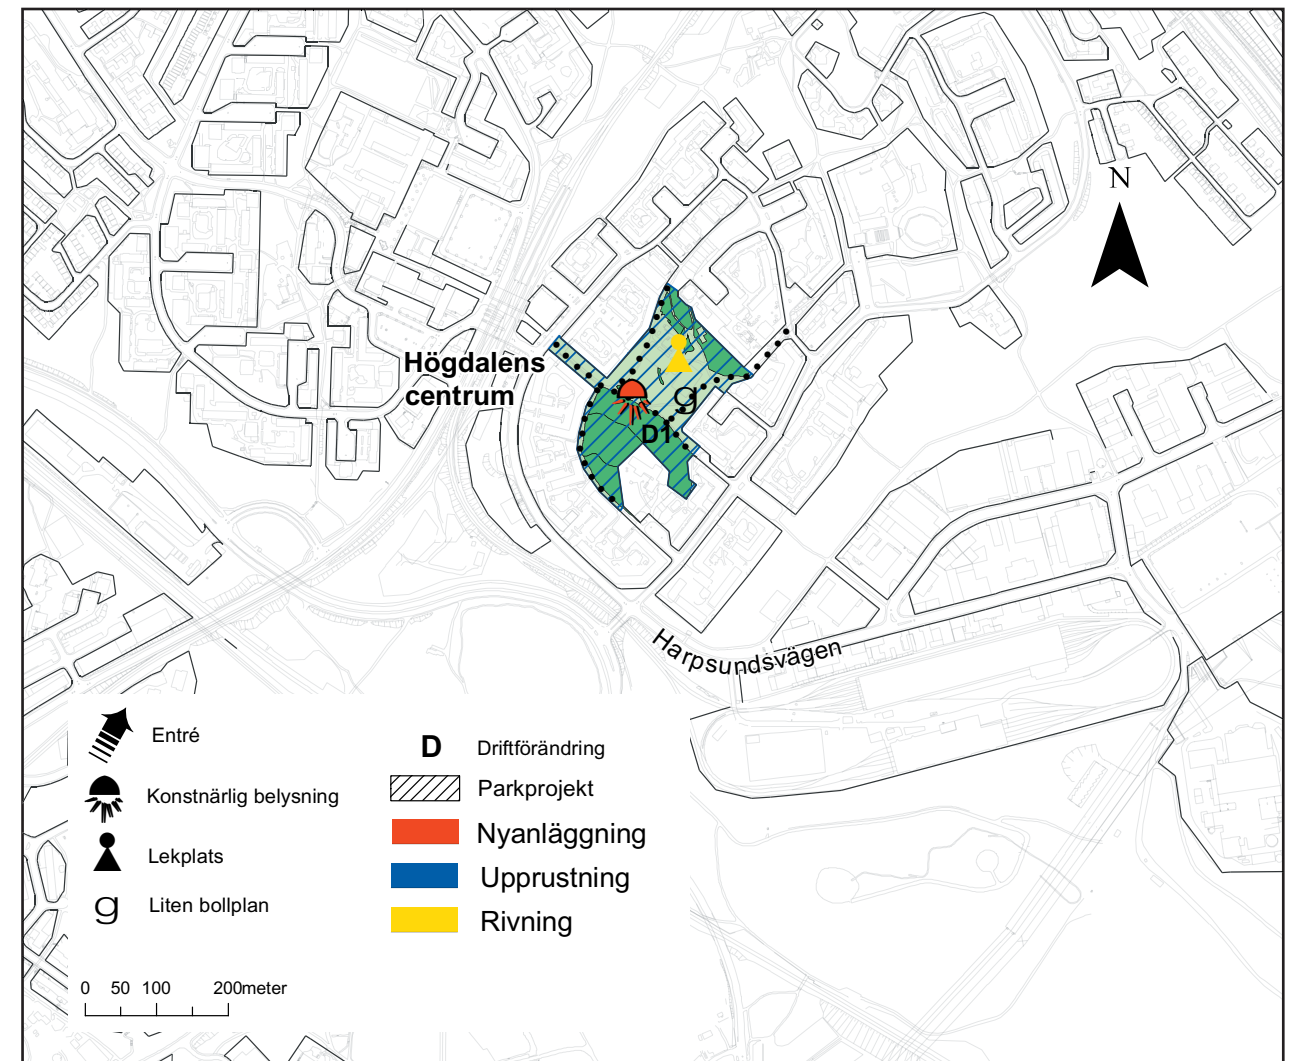 N
Högdalens
centrum
g
D1
Harpsundsvägen
Entré
Konstnärlig belysning
Lekplats
g Liten bollplan
D Driftförändring
Parkprojekt
Nyanläggning
Upprustning
Rivning
0 50 100 200meter